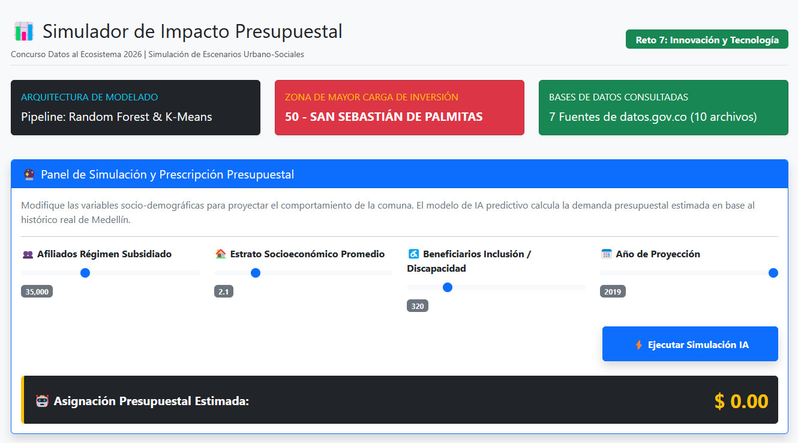 Simulador de Impacto Presupuestal
Concurso Datos al Ecosistema 2026 | Simulación de Escenarios Urbano-Sociales
Reto 7: Innovación y Tecnología
ARQUITECTURA DE MODELADO
Pipeline: Random Forest & K-Means
ZONA DE MAYOR CARGA DE INVERSIÓN
50 - SAN SEBASTIÁN DE PALMITAS
BASES DE DATOS CONSULTADAS
7 Fuentes de datos.gov.co (10 archivos)
Panel de Simulación y Prescripción Presupuestal
Modifique las variables socio-demográficas para proyectar el comportamiento de la comuna. El modelo de IA predictivo calcula la demanda presupuestal estimada en base al
histórico real de Medellín.
Afiliados Régimen Subsidiado
35,000
Estrato Socioeconómico Promedio
2.1
Beneficiarios Inclusión /
Discapacidad
320
Año de Proyección
2019
Ejecutar Simulación IA
Asignación Presupuestal Estimada:
$ 0.00